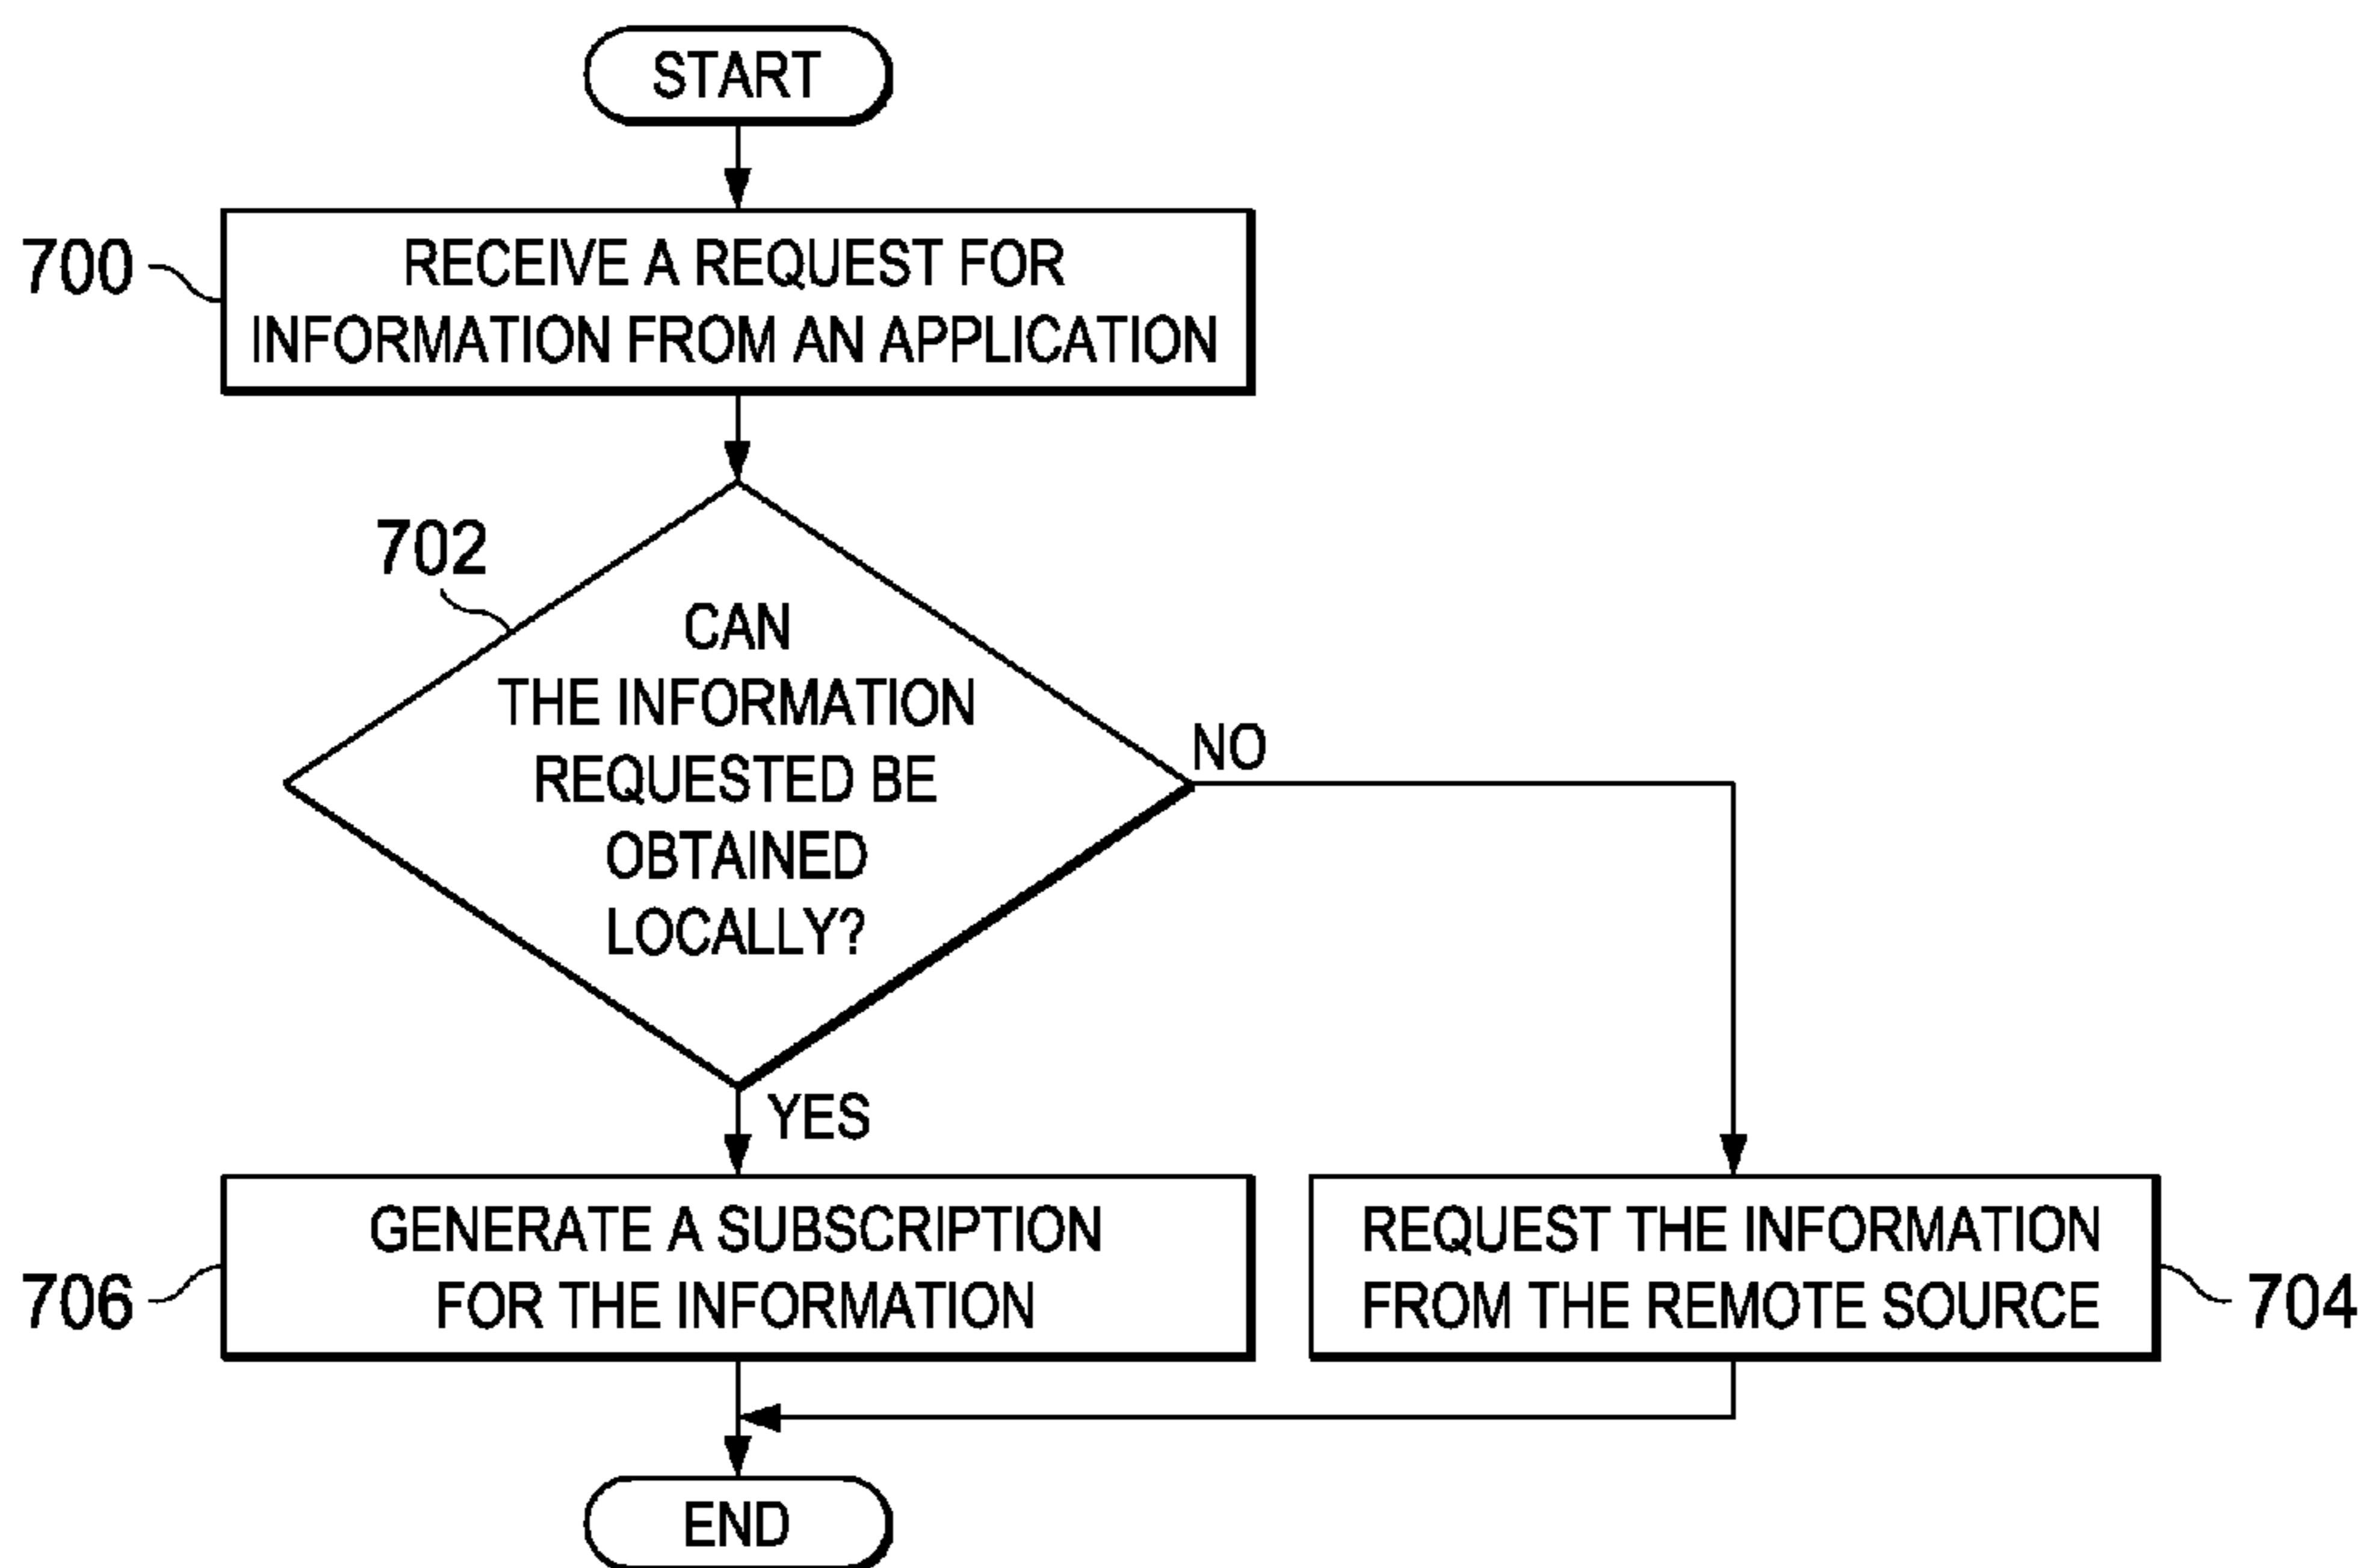 START
700
RECEIVE A REQUEST FOR
INFORMATION FROM AN APPLICATION
702
CAN
THE INFORMATION
REQUESTED BE
OBTAINED
LOCALLY?
NO
YES
706
GENERATE A SUBSCRIPTION
FOR THE INFORMATION
REQUEST THE INFORMATION
FROM THE REMOTE SOURCE
704
END